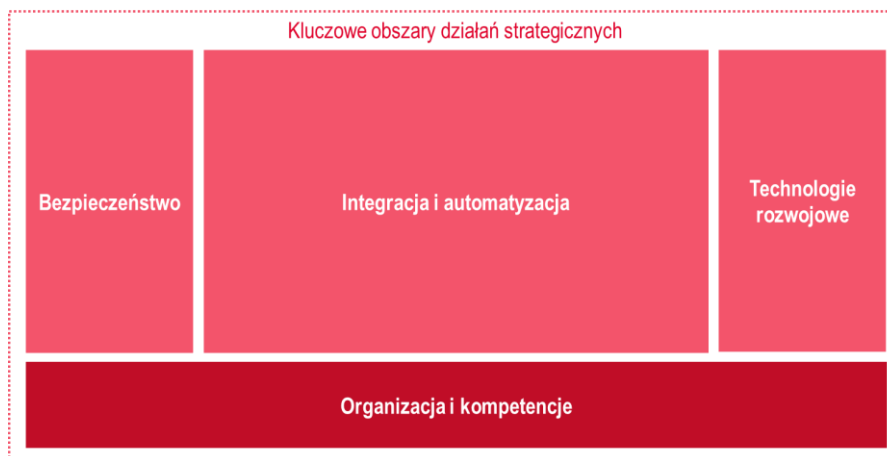 Kluczowe obszary działań strategicznych
Bezpieczeństwo
Integracja i automatyzacja
Technologie
rozwojowe
Organizacja i kompetencje